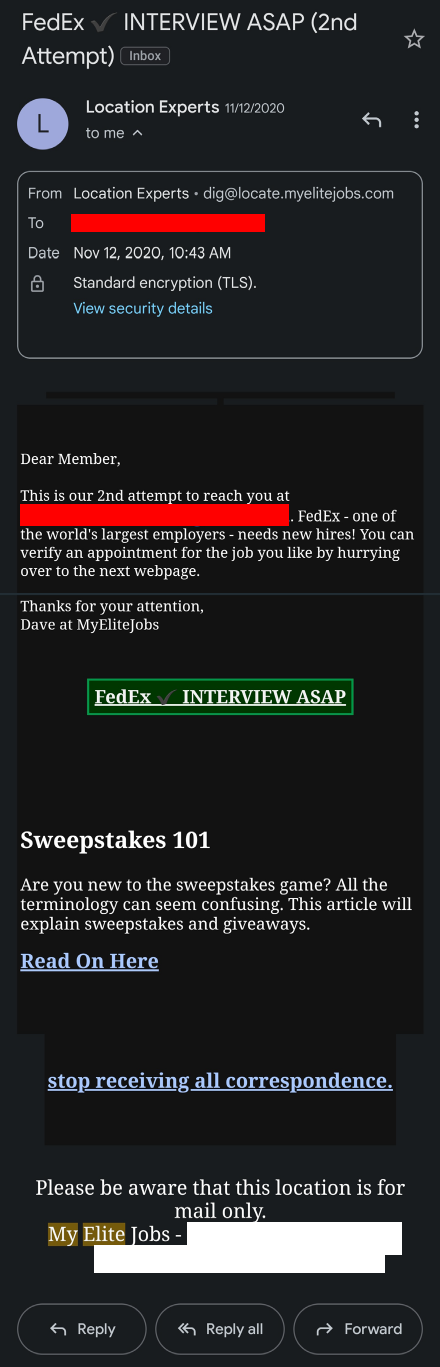 FedEx ✔ INTERVIEW ASAP (2nd
Attempt) Inbox
L
Location Experts 11/12/2020
to me
From Location Experts • dig@locate.myelitejobs.com
To
Date Nov 12, 2020, 10:43 AM
Standard encryption (TLS).
View security details
Dear Member,
This is our 2nd attempt to reach you at
. FedEx - one of
the world's largest employers - needs new hires! You can
verify an appointment for the job you like by hurrying
over to the next webpage.
Thanks for your attention,
Dave at MyEliteJobs
FedEx ✔ INTERVIEW ASAP
Sweepstakes 101
Are you new to the sweepstakes game? All the
terminology can seem confusing. This article will
explain sweepstakes and giveaways.
Read On Here
stop receiving all correspondence.
Please be aware that this location is for
mail only.
My Elite Jobs -
Reply Reply all Forward